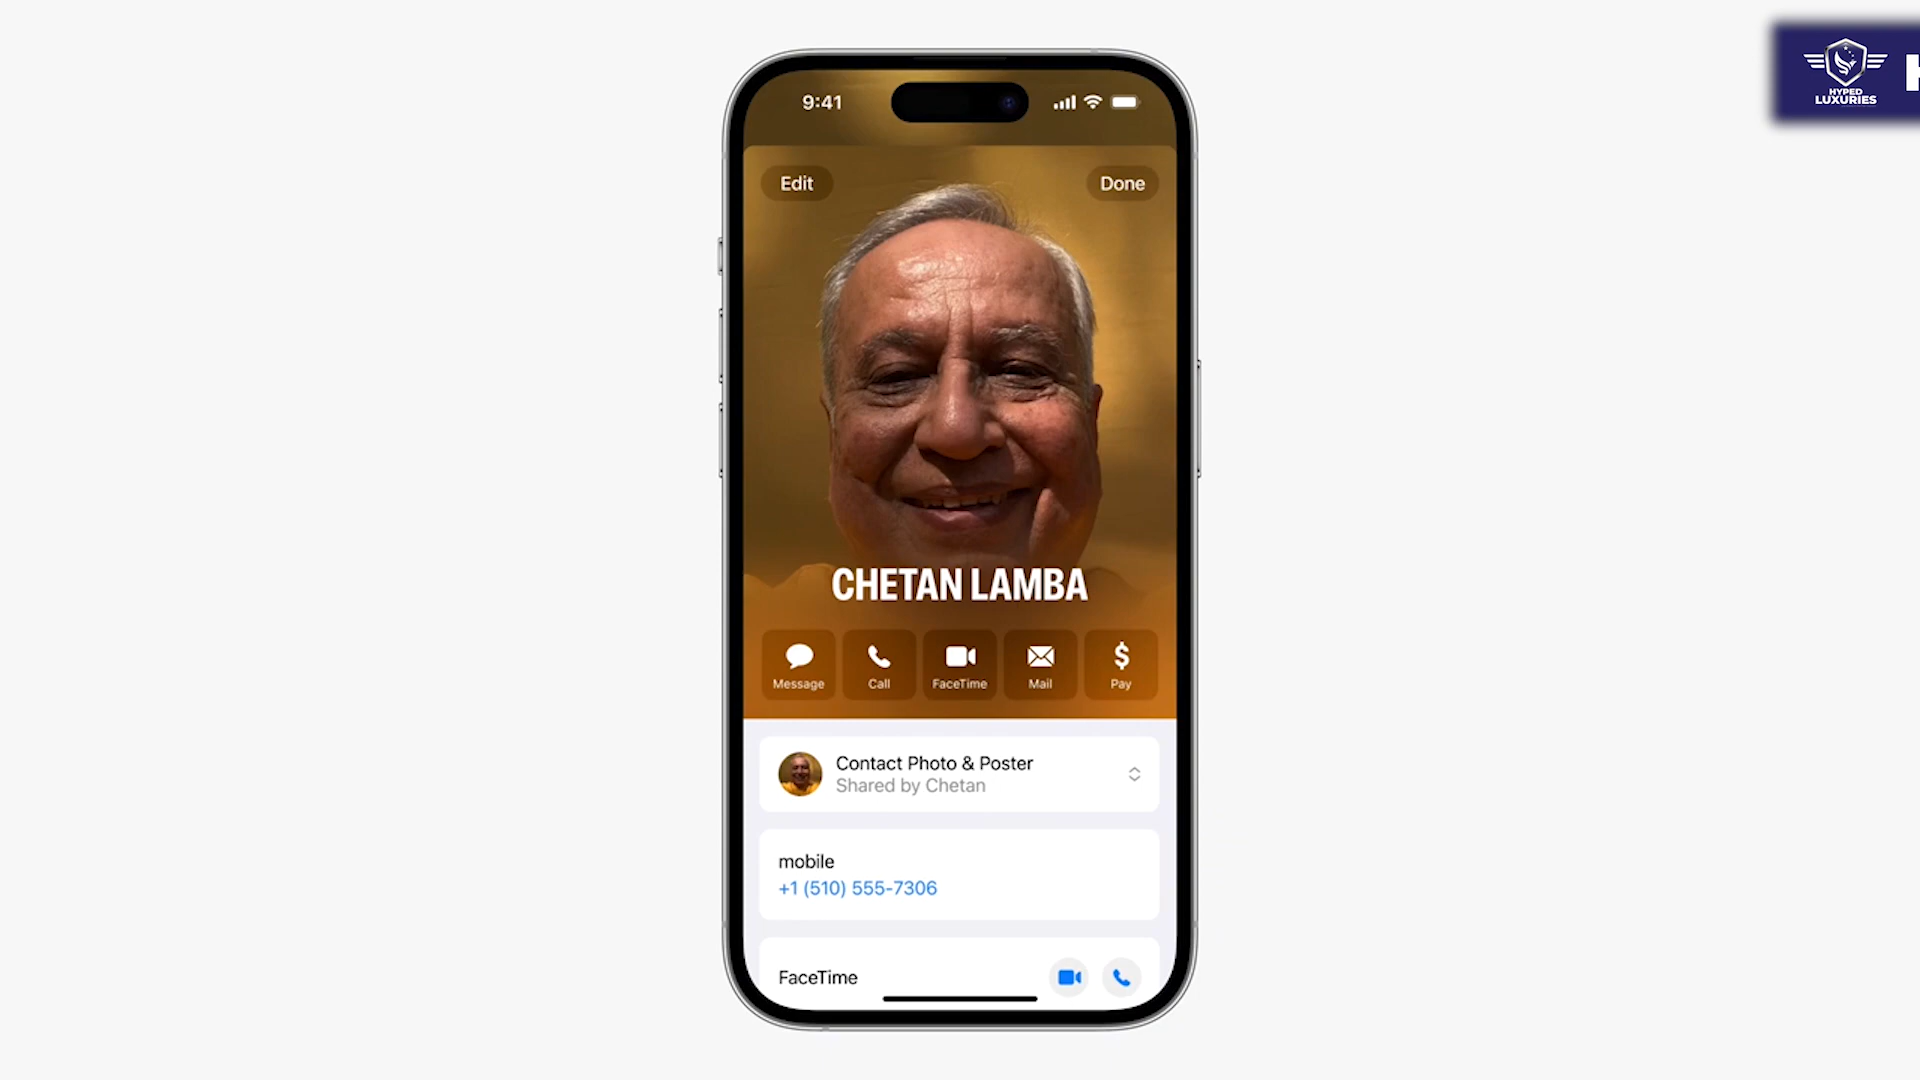 HYPED
LUXURIES
9:41
Edit
Done
CHETAN LAMBA
Message
Call
FaceTime
Mail
Pay
Contact Photo & Poster
Shared by Chetan
mobile
+1 (510) 555-7306
FaceTime